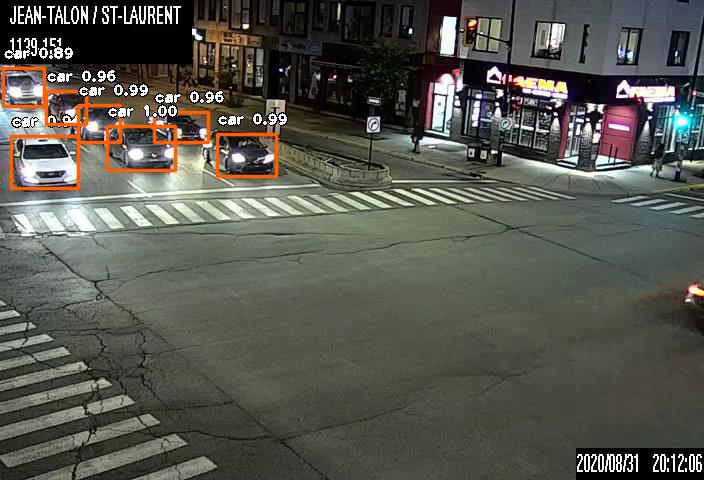 JEAN-TALON / ST-LAURENT
1139.151
car 0.89
car 0.96
car 0.99
car 0.96
car 1.00
car 0.9
car 0.99
FAEMA
FAEMA
2020/08/31 20:12:06